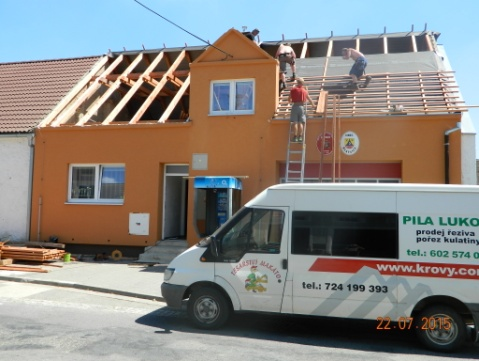 PILA LUKO
prodej řeziva
pořez kulatiny
tel.: 602 574 0
www.krovy.co
tel.: 724 199 393
22.07.2015